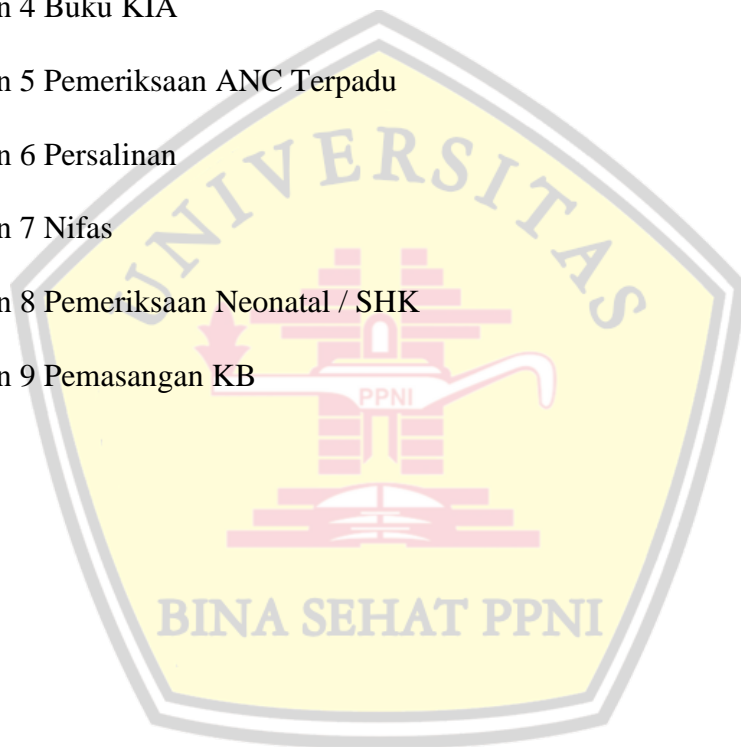 n 4 Buku KIA
n 5 Pemeriksaan ANC Terpadu
n 6 Persalinan
n 7 Nifas
n 8 Pemeriksaan Neonatal / SHK
n 9 Pemasangan KB
UNIVERSITAS
PPNI
BINA SEHAT PPNI